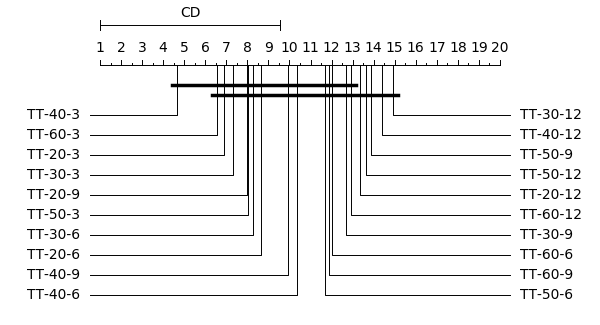 CD
1 2 3 4 5 6 7 8 9 10 11 12 13 14 15 16 17 18 19 20
TT-40-3 TT-30-12
TT-60-3 TT-40-12
TT-20-3 TT-50-9
TT-30-3 TT-50-12
TT-20-9 TT-20-12
TT-50-3 TT-60-12
TT-30-6 TT-30-9
TT-20-6 TT-60-6
TT-40-9 TT-60-9
TT-40-6 TT-50-6